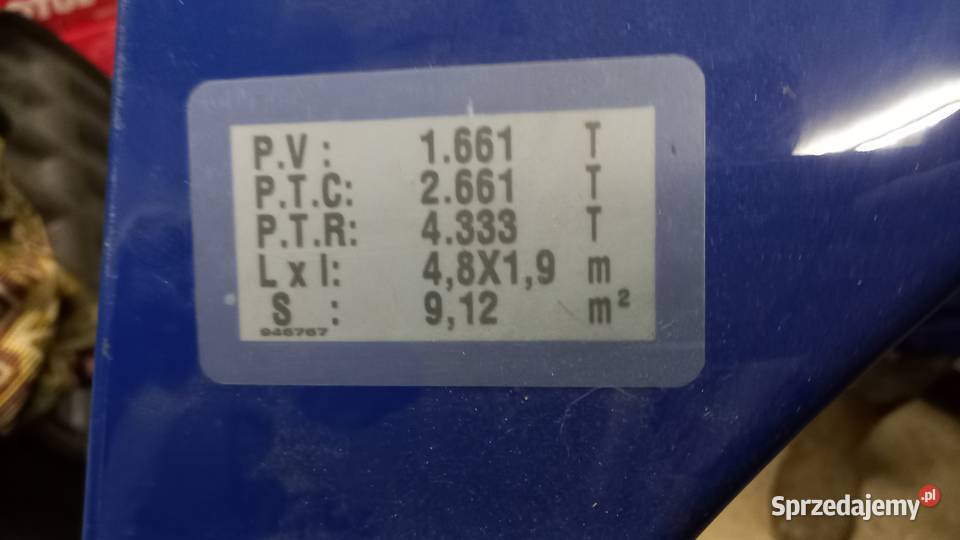 P.V : 1.661 T
P.T.C: 2.661 T
P.T.R: 4.333 T
L x l: 4,8X1,9 m
S : 9,12 m²
946767
Sprzedajemy.pl